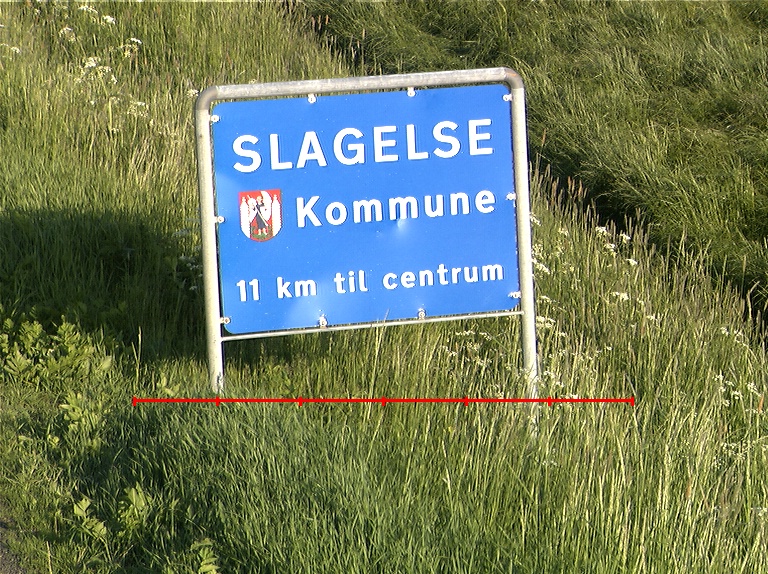 SLAGELSE
Kommune
11 km til centrum